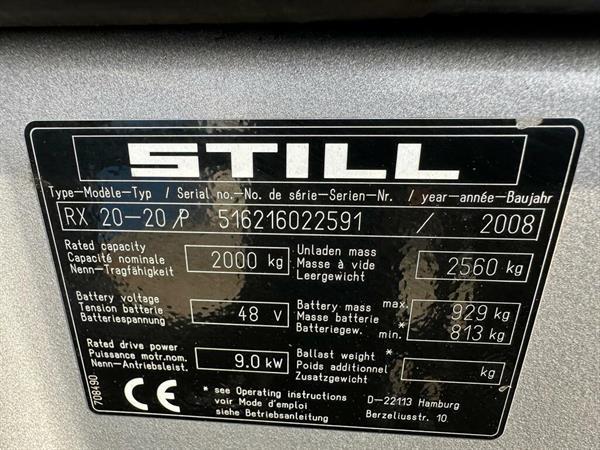 STILL
Type-Modèle-Typ / Serial no.-No. de série-Serien-Nr. / year-année-Baujahr
RX 20-20/P 516216022591 / 2008
Rated capacity
Capacité nominale
Nenn-Tragfähigkeit
2000 kg
Unladen mass
Masse à vide
Leergewicht
2560 kg
Battery voltage
Tension batterie
Batteriespannung
48 V
Battery mass max.
Masse batterie *
Batteriegew. min.
929 kg
813 kg
Rated drive power
Puissance motr.nom.
Nenn-Antriebsleist.
9.0 kW
Ballast weight *
Poids additionnel
Zusatzgewicht
kg
* see Operating instructions
voir Mode d'emploi
siehe Betriebsanleitung
D-22113 Hamburg
Berzeliusstr. 10
CE
708490